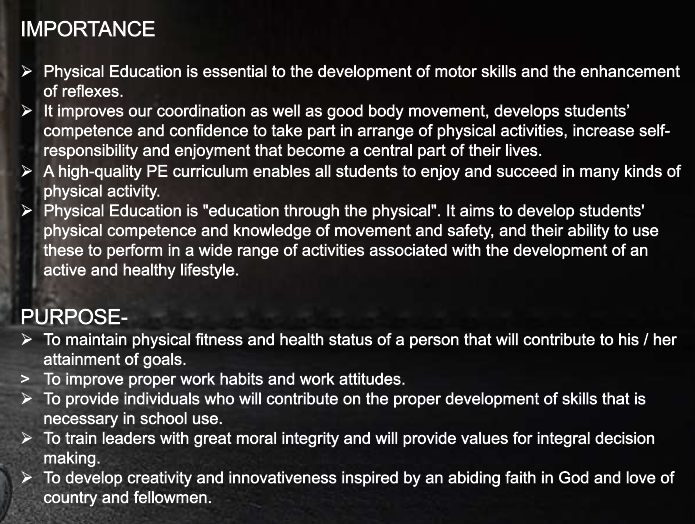 IMPORTANCE
➢ Physical Education is essential to the development of motor skills and the enhancement
of reflexes.
➢ It improves our coordination as well as good body movement, develops students’
competence and confidence to take part in arrange of physical activities, increase self-
responsibility and enjoyment that become a central part of their lives.
➢ A high-quality PE curriculum enables all students to enjoy and succeed in many kinds of
physical activity.
➢ Physical Education is "education through the physical". It aims to develop students'
physical competence and knowledge of movement and safety, and their ability to use
these to perform in a wide range of activities associated with the development of an
active and healthy lifestyle.
PURPOSE-
➢ To maintain physical fitness and health status of a person that will contribute to his / her
attainment of goals.
> To improve proper work habits and work attitudes.
➢ To provide individuals who will contribute on the proper development of skills that is
necessary in school use.
➢ To train leaders with great moral integrity and will provide values for integral decision
making.
➢ To develop creativity and innovativeness inspired by an abiding faith in God and love of
country and fellowmen.